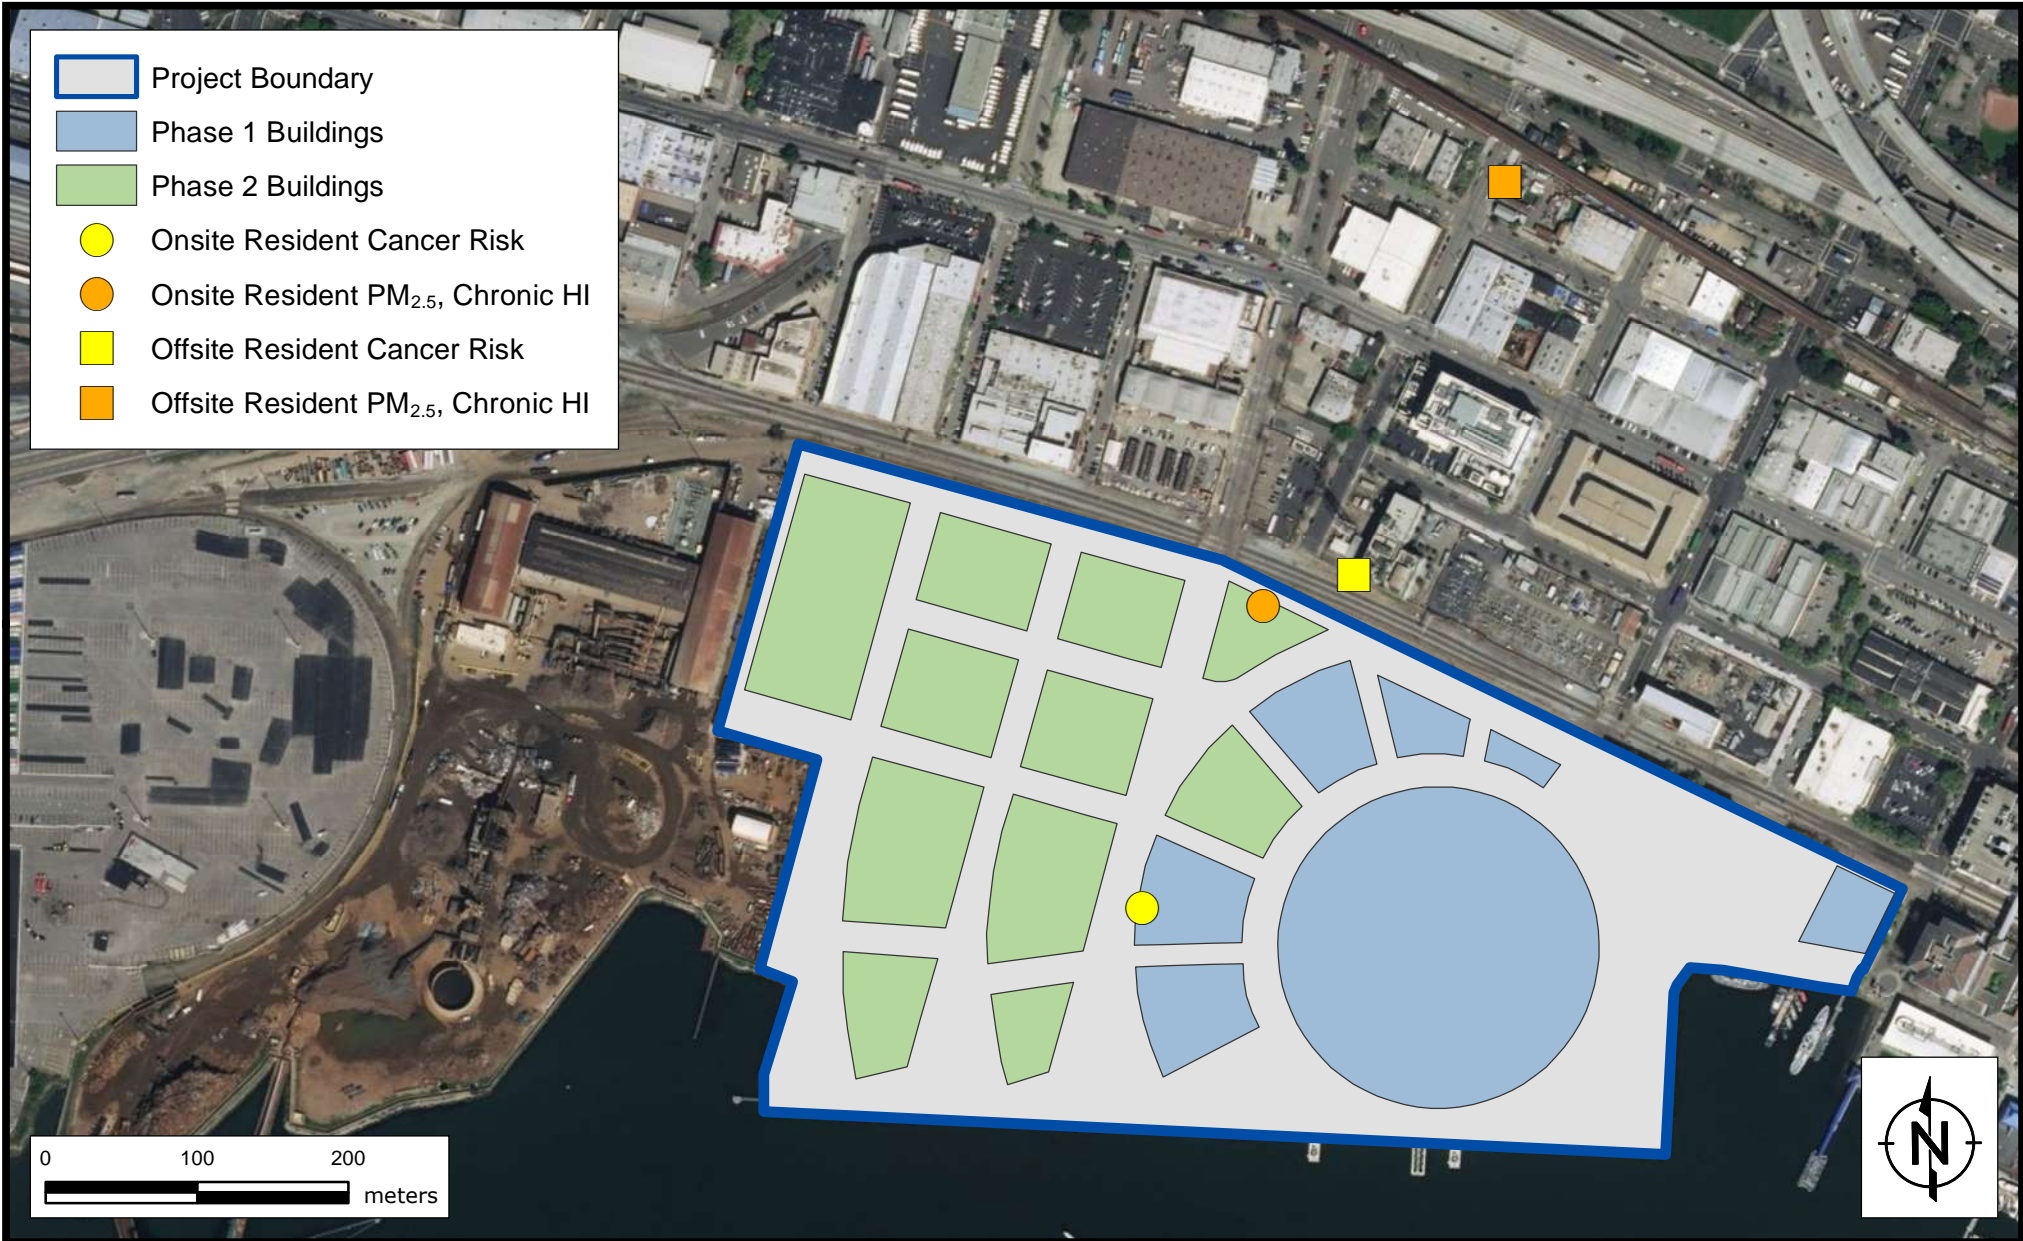 Project Boundary
Phase 1 Buildings
Phase 2 Buildings
Onsite Resident Cancer Risk
Onsite Resident PM2.5, Chronic HI
Offsite Resident Cancer Risk
Offsite Resident PM2.5, Chronic HI
0 100 200
meters
N